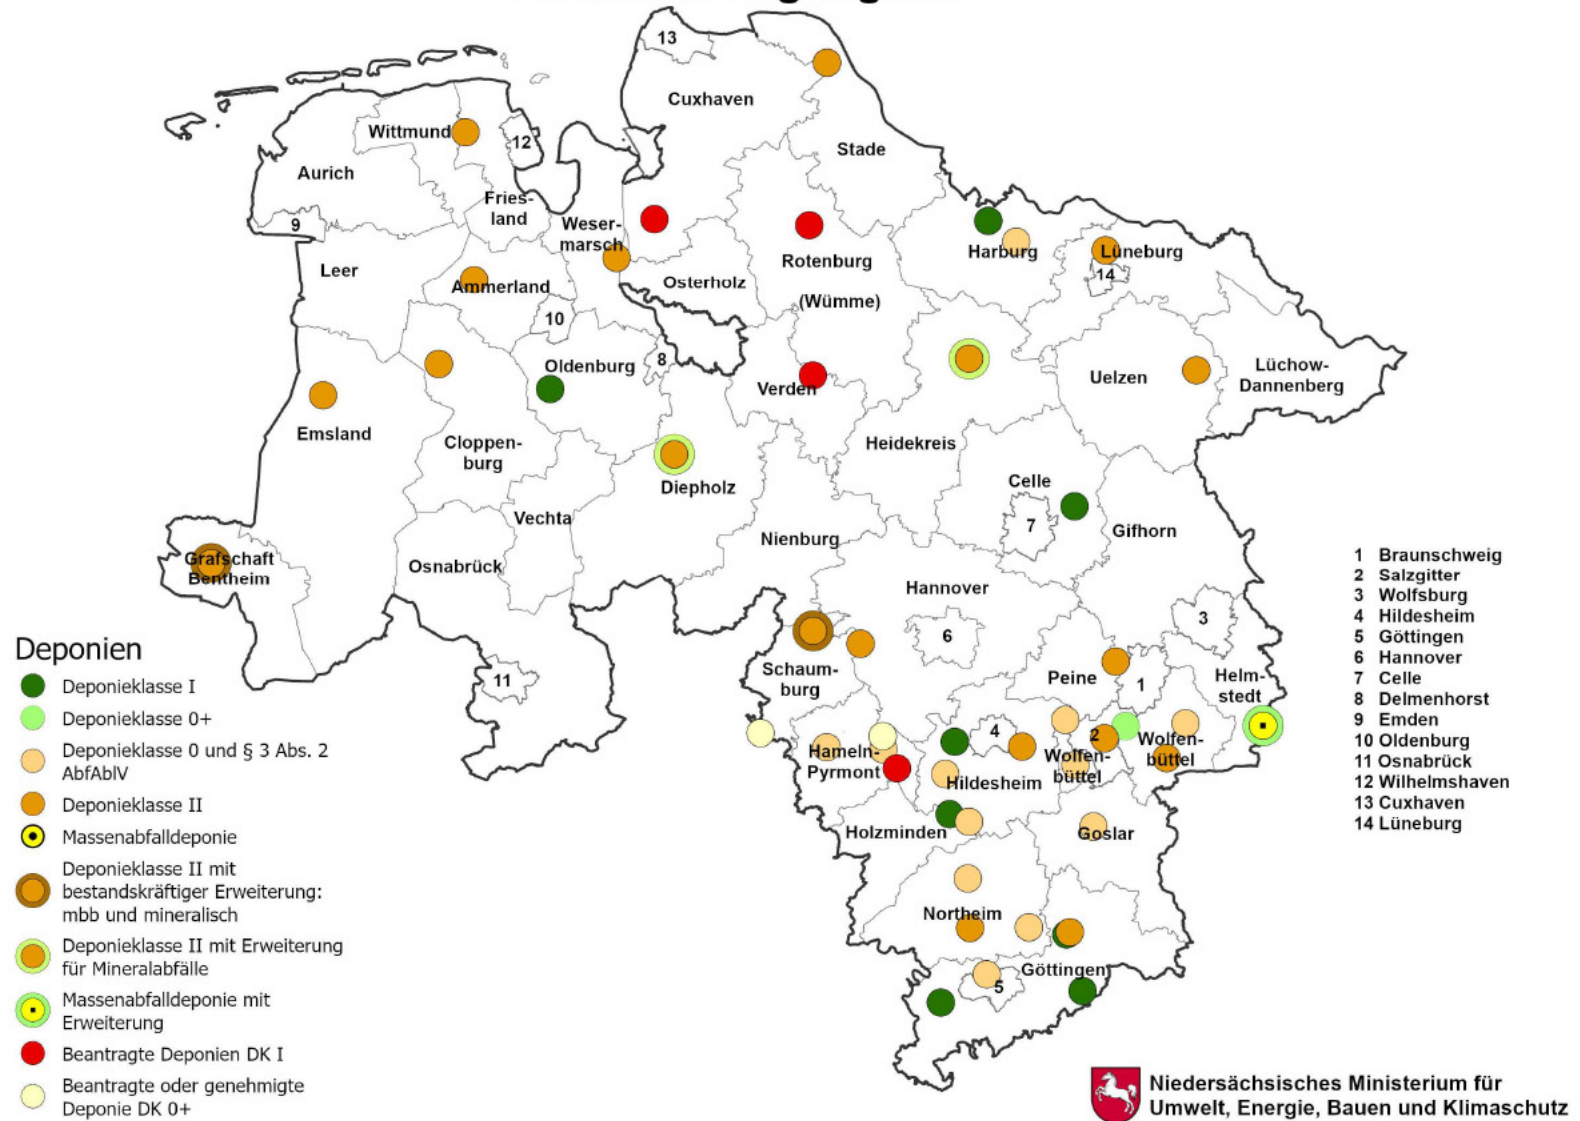 13
Cuxhaven
Wittmund
12
Stade
Aurich
Fries-
land
9
Weser-
marsch
Harburg
Lüneburg
Rotenburg
(Wümme)
Leer
Ammerland
Osterholz
14
10
Oldenburg
8
Verden
Uelzen
Lüchow-
Dannenberg
Emsland
Cloppen-
burg
Heidekreis
Diepholz
Celle
7
Vechta
Gifhorn
Nienburg
Grafschaft
Bentheim
Osnabrück
Hannover
6
3
Schaum-
burg
11
Peine
1
Helm-
stedt
4
2
Hameln-
Pyrmont
Wolfen-
büttel
Wolfen-
büttel
Hildesheim
Holzminden
Goslar
Northeim
Göttingen
5
1 Braunschweig
2 Salzgitter
3 Wolfsburg
4 Hildesheim
5 Göttingen
6 Hannover
7 Celle
8 Delmenhorst
9 Emden
10 Oldenburg
11 Osnabrück
12 Wilhelmshaven
13 Cuxhaven
14 Lüneburg
Deponien
Deponieklasse I
Deponieklasse 0+
Deponieklasse 0 und § 3 Abs. 2
AbfAblV
Deponieklasse II
Massenabfalldeponie
Deponieklasse II mit
bestandskräftiger Erweiterung:
mbb und mineralisch
Deponieklasse II mit Erweiterung
für Mineralabfälle
Massenabfalldeponie mit
Erweiterung
Beantragte Deponien DK I
Beantragte oder genehmigte
Deponie DK 0+
Niedersächsisches Ministerium für
Umwelt, Energie, Bauen und Klimaschutz